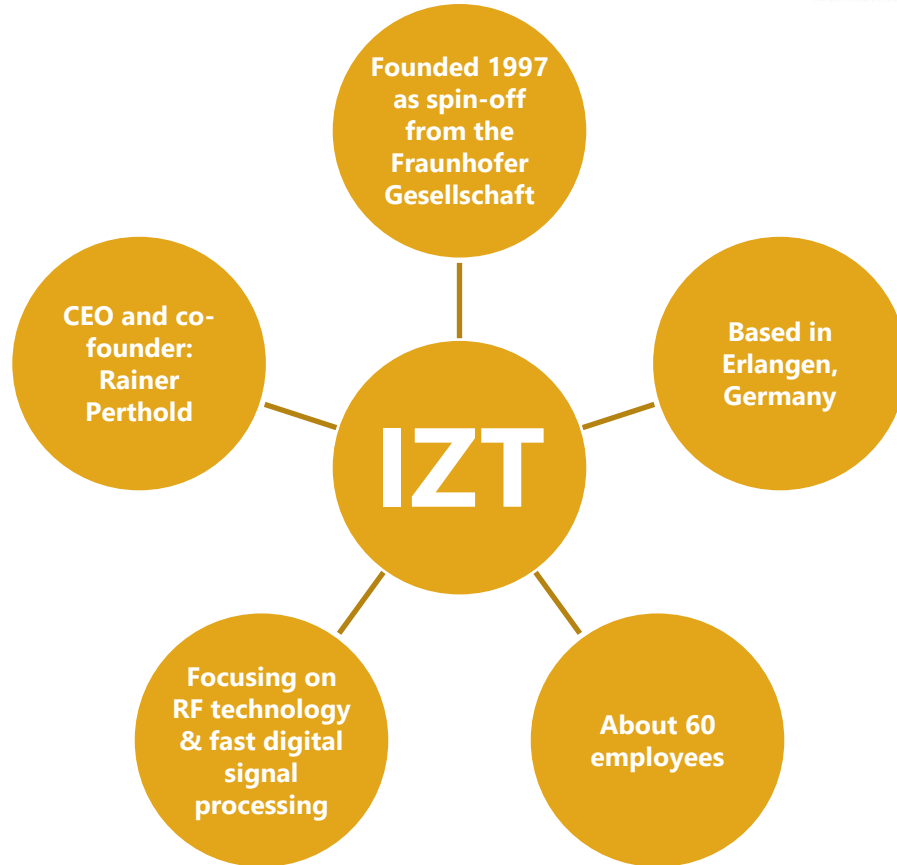 Founded 1997
as spin-off
from the
Fraunhofer
Gesellschaft
CEO and co-
founder:
Rainer
Perthold
Based in
Erlangen,
Germany
IZT
Focusing on
RF technology
& fast digital
signal
processing
About 60
employees